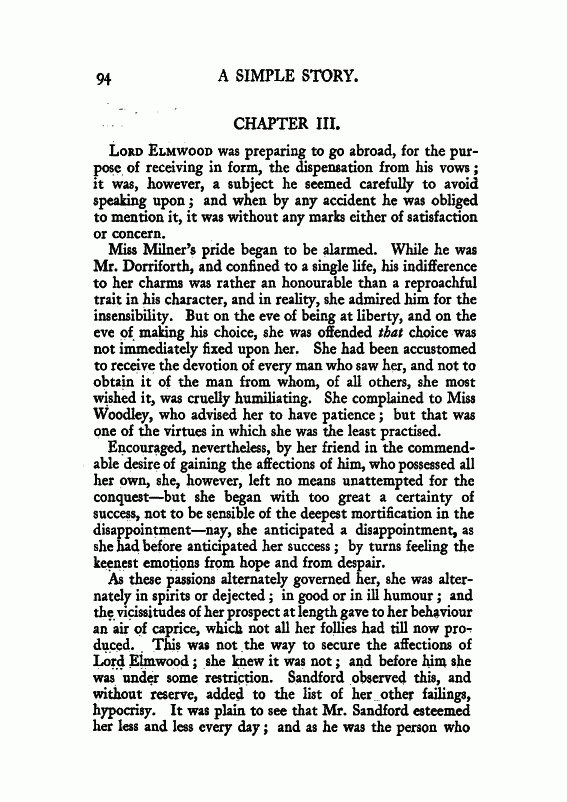 94
A SIMPLE STORY.
CHAPTER III.
LORD ELMWOOD was preparing to go abroad, for the pur-
pose of receiving in form, the dispensation from his vows ;
it was, however, a subject he seemed carefully to avoid
speaking upon ; and when by any accident he was obliged
to mention it, it was without any marks either of satisfaction
or concern.
Miss Milner's pride began to be alarmed. While he was
Mr. Dorriforth, and confined to a single life, his indifference
to her charms was rather an honourable than a reproachful
trait in his character, and in reality, she admired him for the
insensibility. But on the eve of being at liberty, and on the
eve of making his choice, she was offended that choice was
not immediately fixed upon her. She had been accustomed
to receive the devotion of every man who saw her, and not to
obtain it of the man from whom, of all others, she most
wished it, was cruelly humiliating. She complained to Miss
Woodley, who advised her to have patience ; but that was
one of the virtues in which she was the least practised.
Encouraged, nevertheless, by her friend in the commend-
able desire of gaining the affections of him, who possessed all
her own, she, however, left no means unattempted for the
conquest—but she began with too great a certainty of
success, not to be sensible of the deepest mortification in the
disappointment—nay, she anticipated a disappointment, as
she had before anticipated her success ; by turns feeling the
keenest emotions from hope and from despair.
As these passions alternately governed her, she was alter-
nately in spirits or dejected ; in good or in ill humour ; and
the vicissitudes of her prospect at length gave to her behaviour
an air of caprice, which not all her follies had till now pro-
duced. This was not the way to secure the affections of
Lord Elmwood ; she knew it was not ; and before him she
was under some restriction. Sandford observed this, and
without reserve, added to the list of her other failings,
hypocrisy. It was plain to see that Mr. Sandford esteemed
her less and less every day ; and as he was the person who